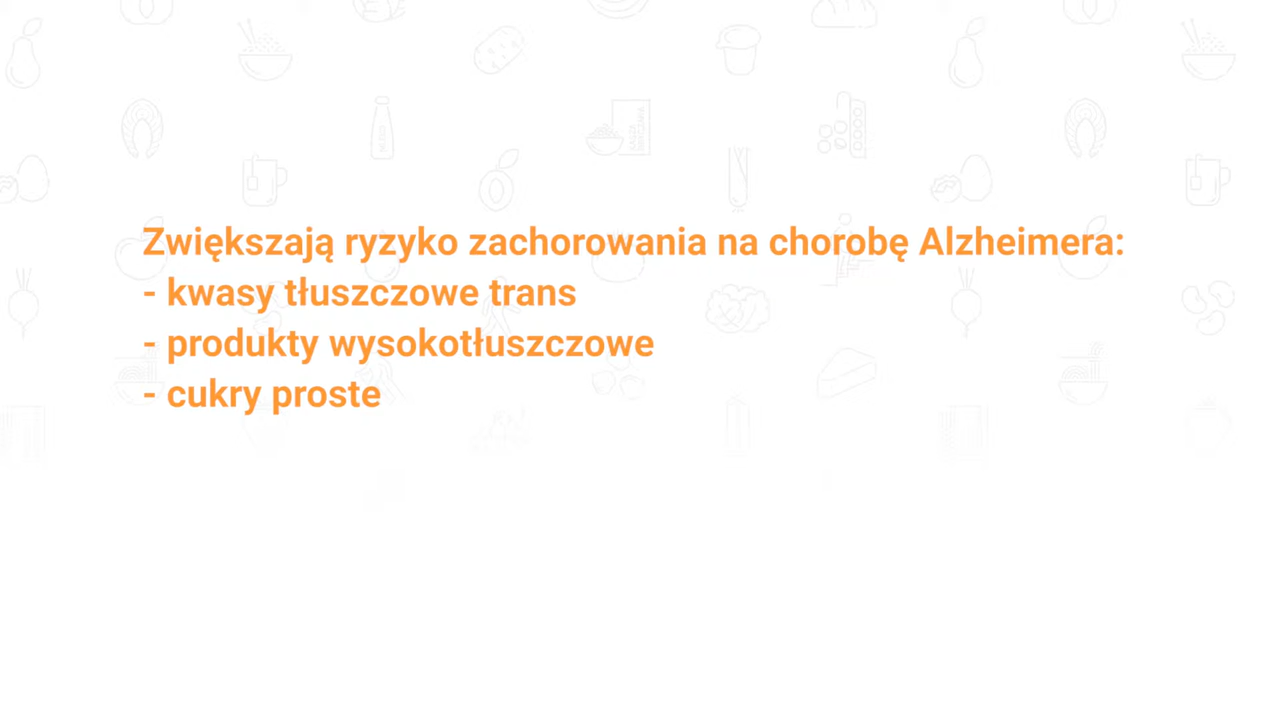 Zwiększają ryzyko zachorowania na chorobę Alzheimera:
- kwasy tłuszczowe trans
- produkty wysokotłuszczowe
- cukry proste